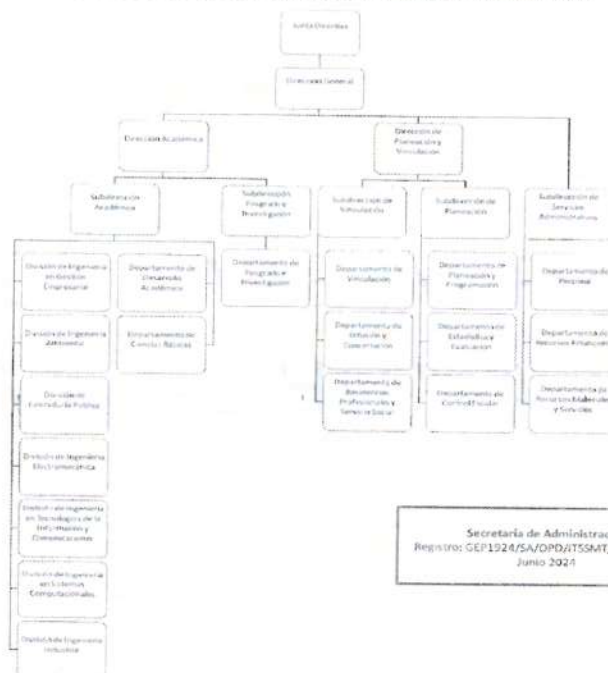 Junta Directiva
Dirección General
Dirección Académica
Dirección de
Planeación y
Vinculación
Subdirección
Académica
Subdirección
Posgrado e
Investigación
Subdirección de
Vinculación
Subdirección de
Planeación
Subdirección de
Servicios
Administrativos
División de Ingeniería
en Gestión
Empresarial
Departamento de
Desarrollo
Académico
Departamento de
Posgrado e
Investigación
Departamento de
Vinculación
Departamento de
Planeación y
Programación
Departamento de
Personal
División de Ingeniería
Ambiental
Departamento de
Ciencias Básicas
Departamento de
Difusión y
Concertación
Departamento de
Estadística y
Evaluación
Departamento de
Recursos Financieros
División de
Contaduría Pública
Departamento de
Residencias
Profesionales y
Servicio Social
Departamento de
Control Escolar
Departamento de
Recursos Materiales
y Servicios
División de Ingeniería
Electromecánica
División de Ingeniería
en Tecnologías de la
Información y
Comunicaciones
División de Ingeniería
en Sistemas
Computacionales
División de Ingeniería
Industrial
Secretaría de Administrac
Registro: GEP1924/SA/DPD/ITSSMT/
Junio 2024